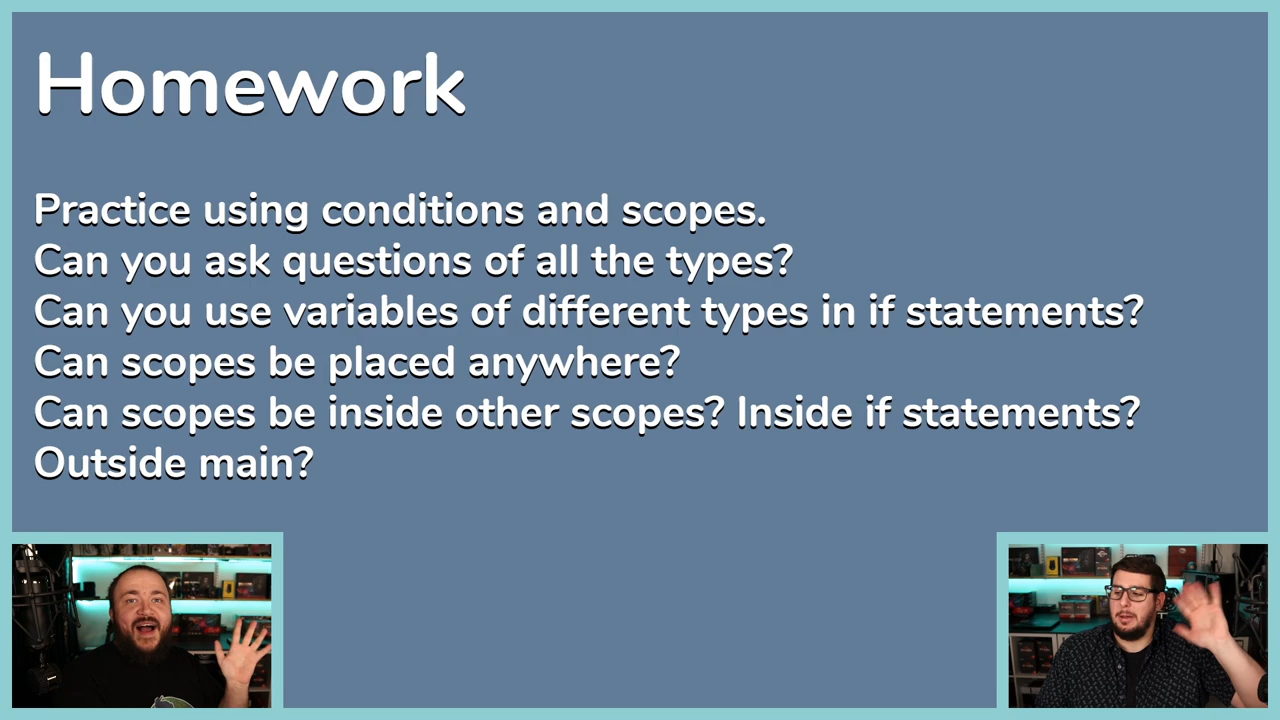 Homework
Practice using conditions and scopes.
Can you ask questions of all the types?
Can you use variables of different types in if statements?
Can scopes be placed anywhere?
Can scopes be inside other scopes? Inside if statements?
Outside main?